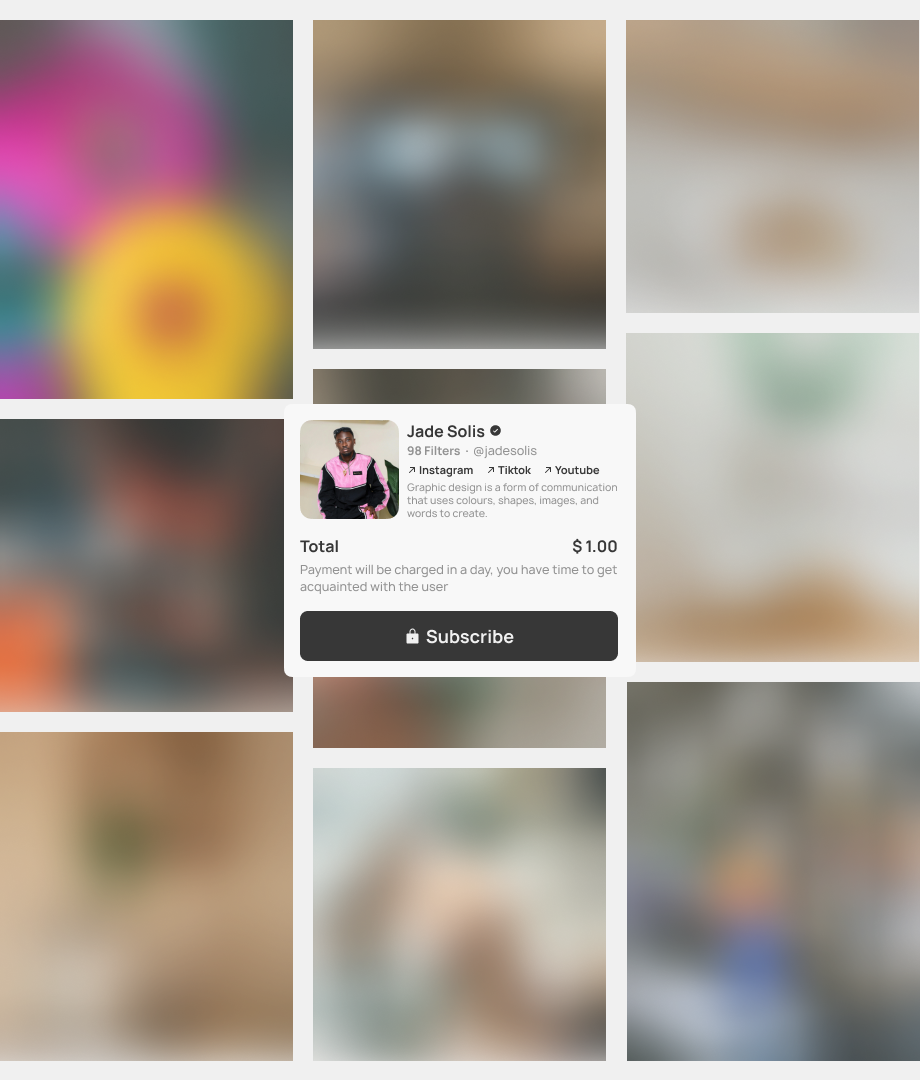 Jade Solis
98 Filters · @jadesolis
Instagram Tiktok Youtube
Graphic design is a form of communication
that uses colours, shapes, images, and
words to create.
Total $ 1.00
Payment will be charged in a day, you have time to get
acquainted with the user
Subscribe